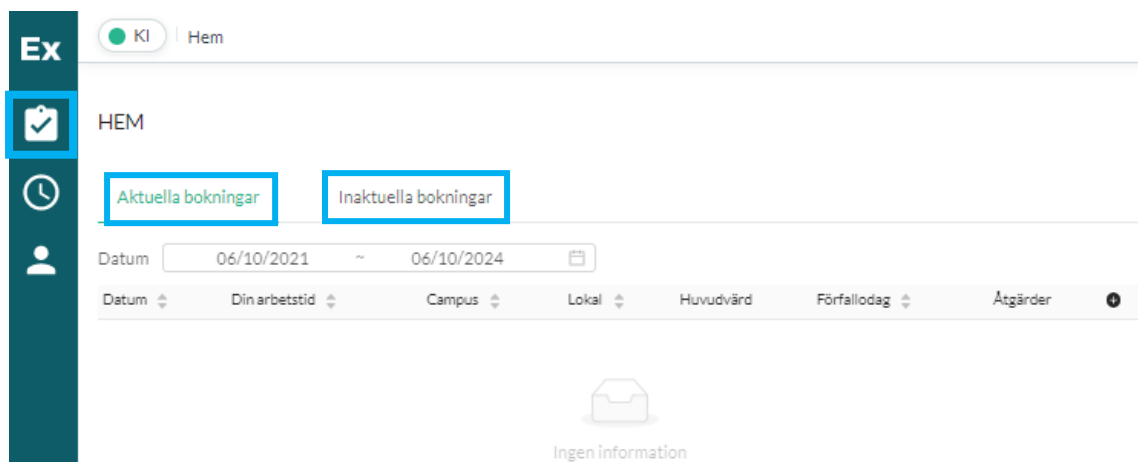 Ex
KI Hem
HEM
Aktuella bokningar Inaktuella bokningar
Datum 06/10/2021 ~ 06/10/2024
Datum Din arbetstid Campus Lokal Huvudvärd Förfallodag Åtgärder
Ingen information